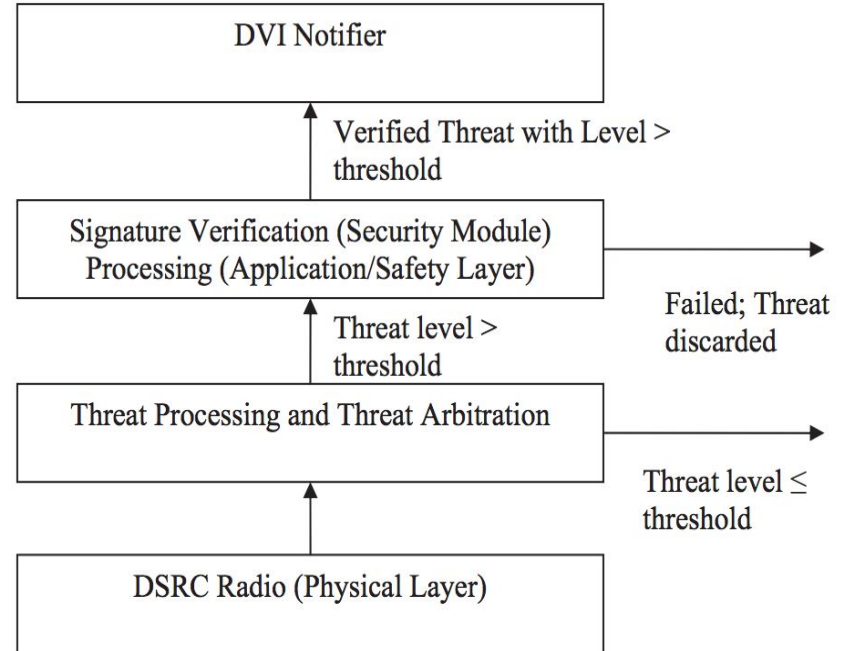 DVI Notifier
Verified Threat with Level >
threshold
Signature Verification (Security Module)
Processing (Application/Safety Layer)
Failed; Threat
discarded
Threat level >
threshold
Threat Processing and Threat Arbitration
Threat level ≤
threshold
DSRC Radio (Physical Layer)